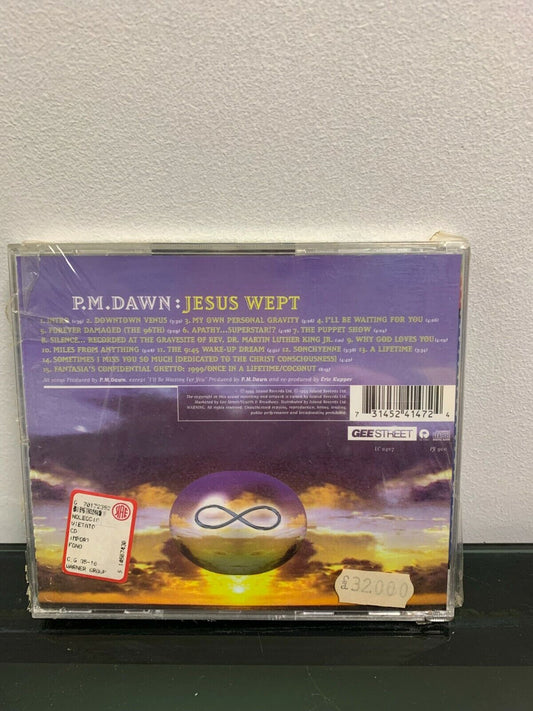 P.M.DAWN : JESUS WEPT
1. INTRO 2. DOWNTOWN VENUS 3. MY OWN PERSONAL GRAVITY 4. I'LL BE WAITING FOR YOU
5. FOREVER DAMAGED (THE 96TH) 6. APATHY...SUPERSTAR!? 7. THE PUPPET SHOW
8. SILENCE... RECORDED AT THE GRAVESITE OF REV. DR. MARTIN LUTHER KING JR. 9. WHY GOD LOVES YOU
10. MILES FROM ANYTHING 11. THE 9:45 WAKE-UP DREAM 12. SONCHYENNE 13. A LIFETIME
14. SOMETIMES I MISS YOU SO MUCH [DEDICATED TO THE CHRIST CONSCIOUSNESS]
15. FANTASIA'S CONFIDENTIAL GHETTO: 1999/ONCE IN A LIFETIME/COCONUT
All songs Produced by P.M. Dawn, except "I'll Be Waiting For You" Produced by P.M. Dawn and co-produced by Eric Kupper
7 31452 41472 4
GEE STREET
LC 0407
WARNER GROUP
32.000